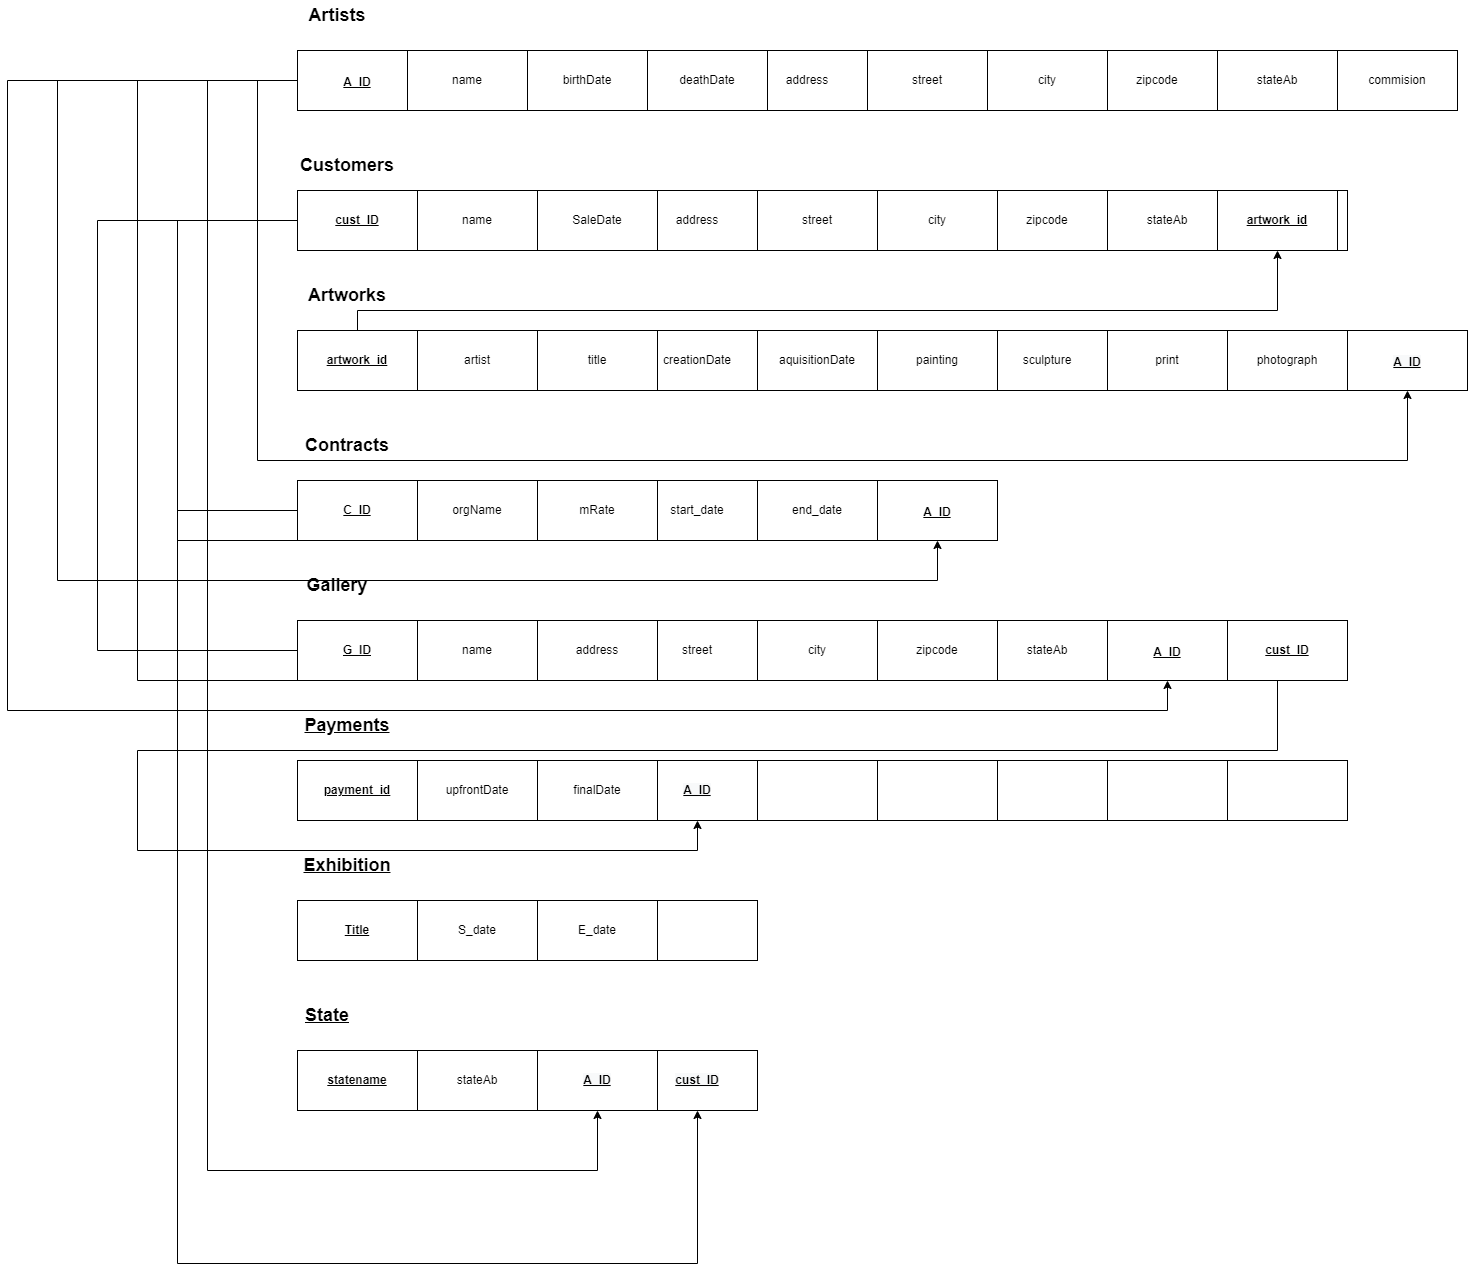 Artists
A_ID name birthDate deathDate address street city zipcode stateAb commision
Customers
cust_ID name SaleDate address street city zipcode stateAb artwork_id
Artworks
artwork_id artist title creationDate aquisitionDate painting sculpture print photograph A_ID
Contracts
C_ID orgName mRate start_date end_date A_ID
Gallery
G_ID name address street city zipcode stateAb A_ID cust_ID
Payments
payment_id upfrontDate finalDate A_ID
Exhibition
Title S_date E_date
State
statename stateAb A_ID cust_ID